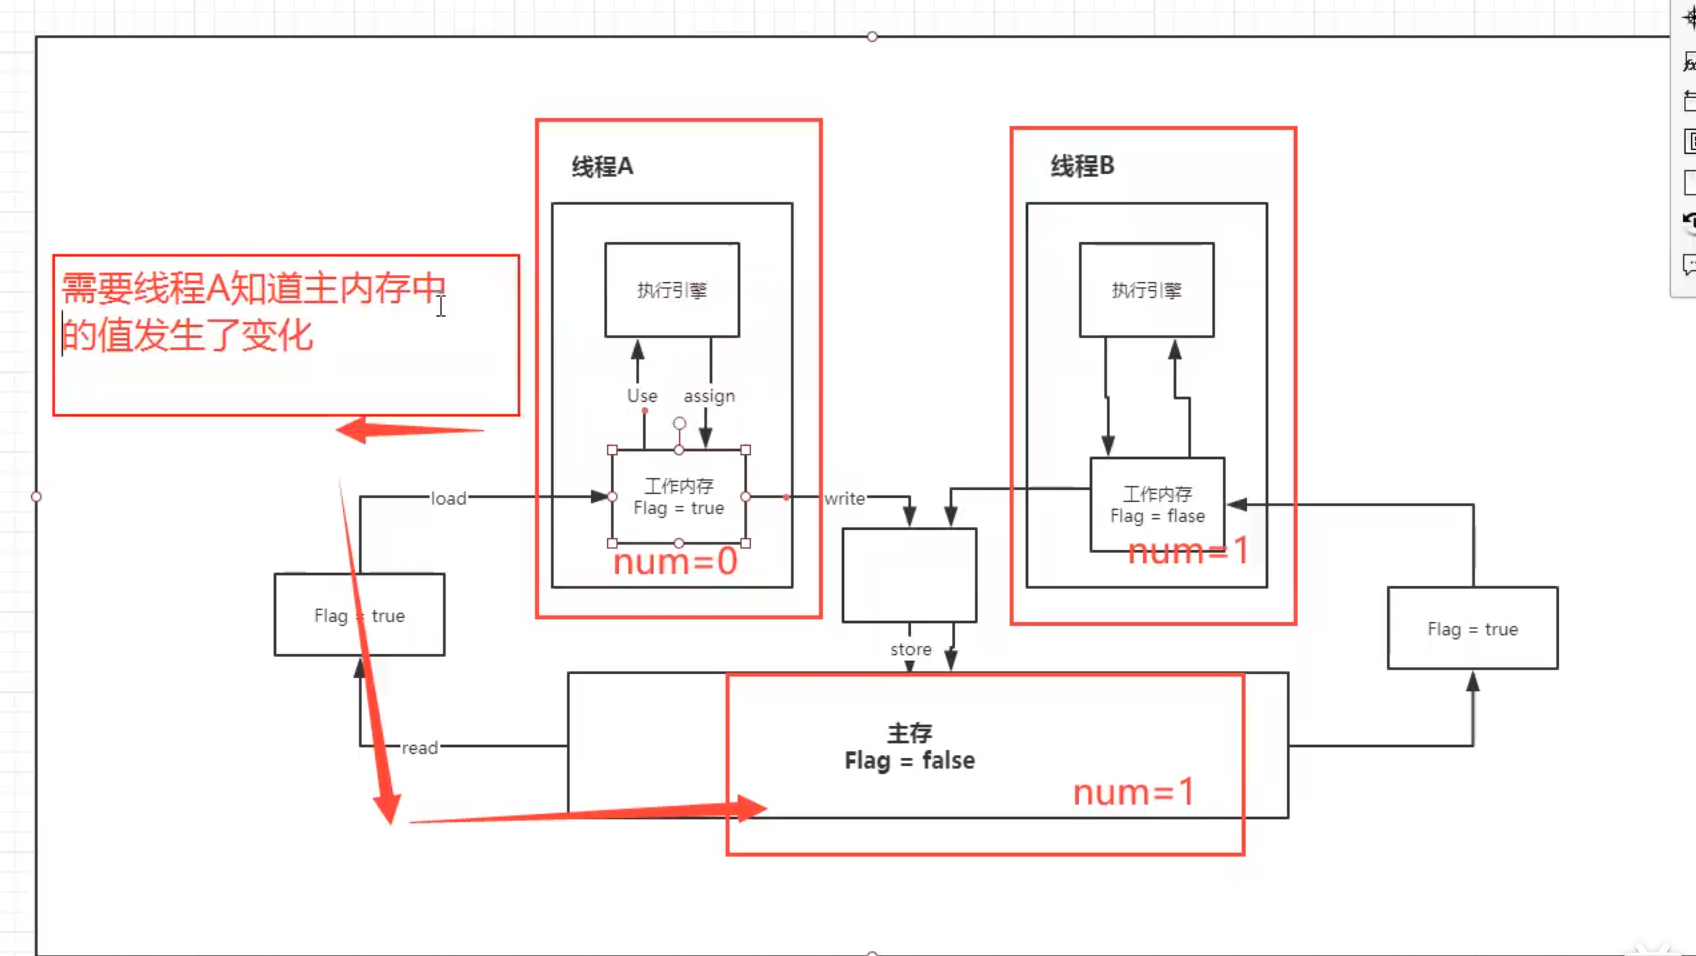 线程A
线程B
需要线程A知道主内存中
的值发生了变化
执行引擎
执行引擎
Use
assign
工作内存
Flag = true
工作内存
Flag = flase
load
write
num=0
num=1
Flag = true
Flag = true
store
主存
Flag = false
read
num=1